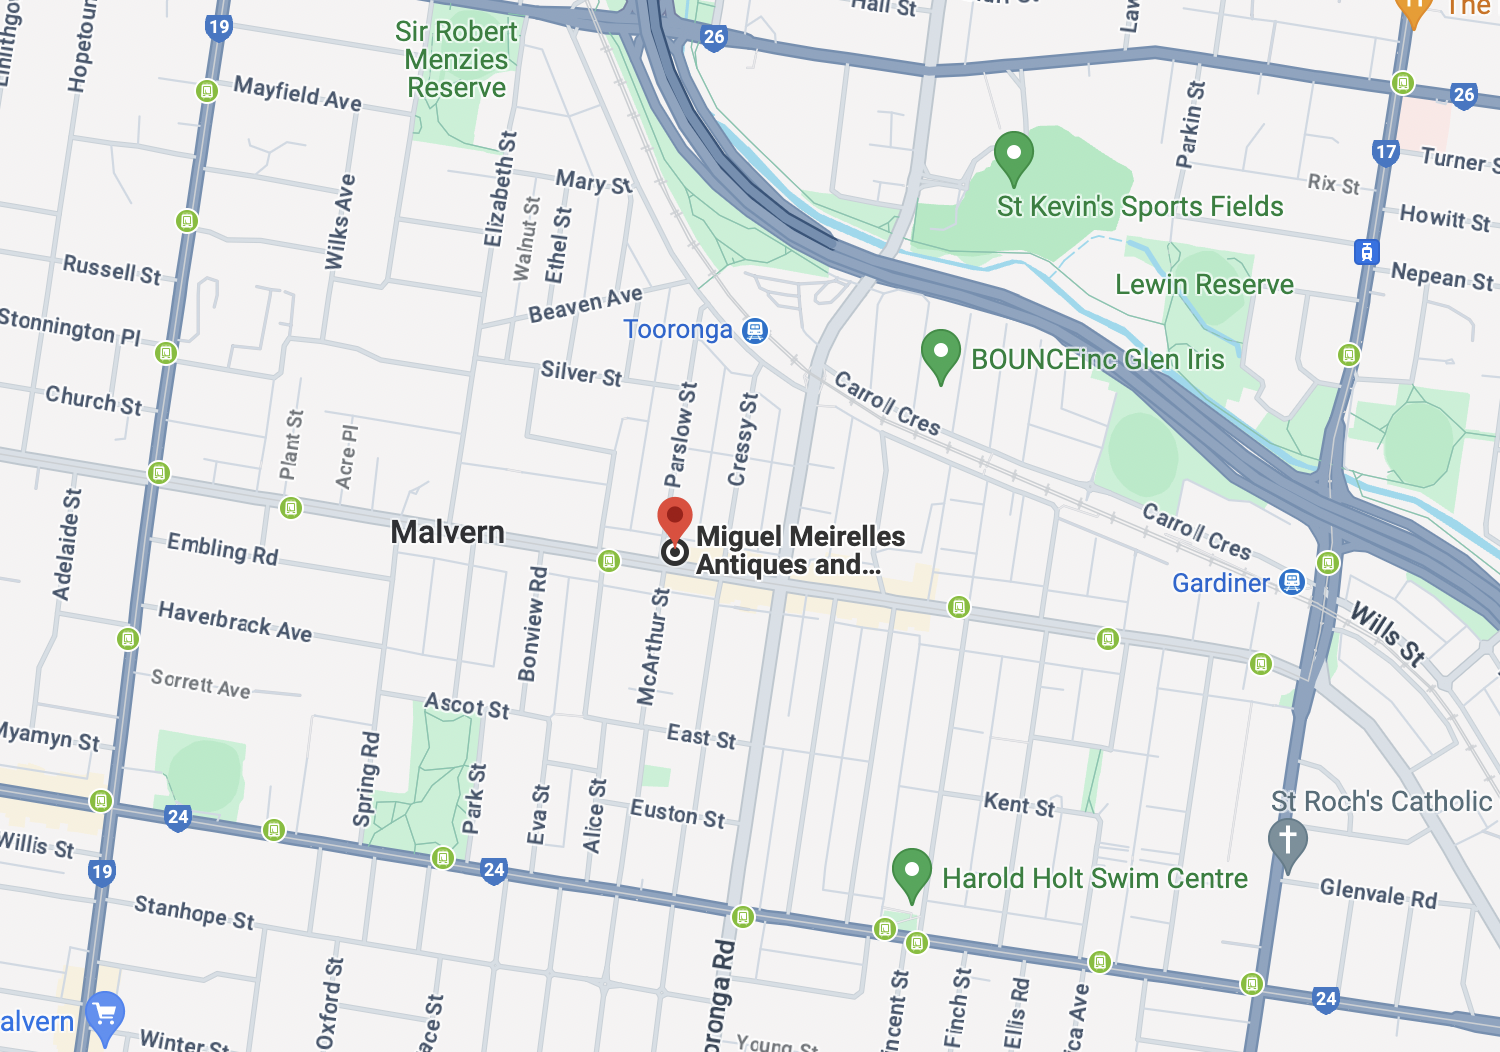 Linlithgow
Hopetoun
19
Sir Robert
Menzies
Reserve
26
Hall St
Law
The
Mayfield Ave
26
Parkin St
17
Turner S
Elizabeth St
Mary St
St Kevin's Sports Fields
Rix St
Howitt St
Wilks Ave
Walnut St
Ethel St
Russell St
Nepean St
Lewin Reserve
Beaven Ave
Stonnington Pl
Tooronga
BOUNCEinc Glen Iris
Silver St
Church St
Carroll Cres
Parslow St
Cressy St
Plant St
Acre Pl
Adelaide St
Malvern
Miguel Meirelles
Antiques and...
Carroll Cres
Embling Rd
Gardiner
Bonview Rd
McArthur St
Haverbrack Ave
Wills St
Sorrett Ave
Ascot St
Myamyn St
East St
Spring Rd
Park St
Eva St
Alice St
Euston St
Kent St
St Roch's Catholic
24
Willis St
19
24
Harold Holt Swim Centre
Glenvale Rd
Stanhope St
Oxford St
ace St
oronga Rd
incent St
Finch St
Ellis Rd
ica Ave
24
alvern
Winter St
Young St